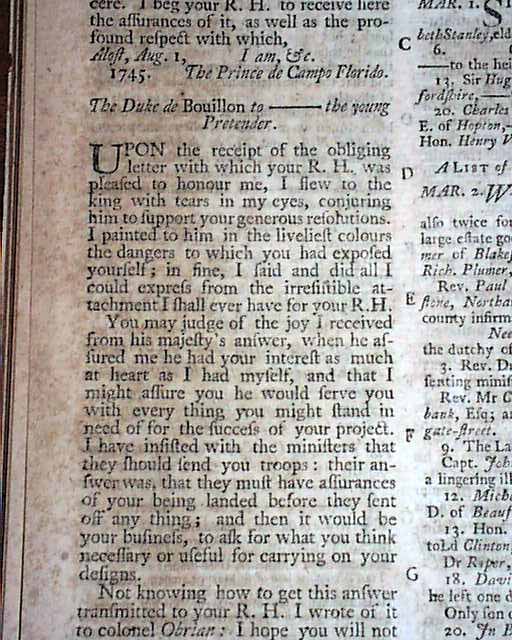 cere. I beg your R. H. to receive here
the aſſurances of it, as well as the pro-
found reſpect with which,
Aloſt, Aug. 1, I am, &c.
1745. The Prince de Campo Florido.
The Duke de Bouillon to —— the young
Pretender.
UPON the receipt of the obliging
letter with which your R. H. was
pleaſed to honour me, I flew to the
king with tears in my eyes, conjuring
him to ſupport your generous reſolutions.
I painted to him in the livelieſt colours
the dangers to which you had expoſed
yourſelf; in fine, I ſaid and did all I
could expreſs from the irreſiſtible at-
tachment I ſhall ever have for your R.H.
You may judge of the joy I received
from his majeſty's anſwer, when he aſ-
ſured me he had your intereſt as much
at heart as I had myſelf, and that I
might aſſure you he would ſerve you
with every thing you might ſtand in
need of for the ſucceſs of your project.
I have inſiſted with the miniſters that
they ſhould ſend you troops: their an-
ſwer was, that they muſt have aſſurances
of your being landed before they ſent
off any thing; and then it would be
your buſineſs, to aſk for what you think
neceſſary or uſeful for carrying on your
deſigns.
Not knowing how to get this anſwer
tranſmitted to your R. H. I wrote of it
to colonel Obrian: I hope you will not
C
D
E
F
G
MAR. 1. S
bethStanley,
6.
—to the hei
13. Sir Hug
fordſhire,—
20. Charles
E. of Hopton,
Hon. Henry
A LIST of
MAR. 2.
alſo twice for
large eſtate
mer of Blakeſ
Rich. Plumer,
Rev. Paul
ſtone, Northa
county infirm
the dutchy of
3. Rev. D
ſenting miniſ
Rev. Mr C
bank, Eſq; a
gate-ſtreet.
9. The La
Capt. Joh
a lingering ill
12. Mich
D. of Beauf
13. Hon.
to Ld Clinton
Dr Roper,
18. Davi
he left one d
Only ſon
20.